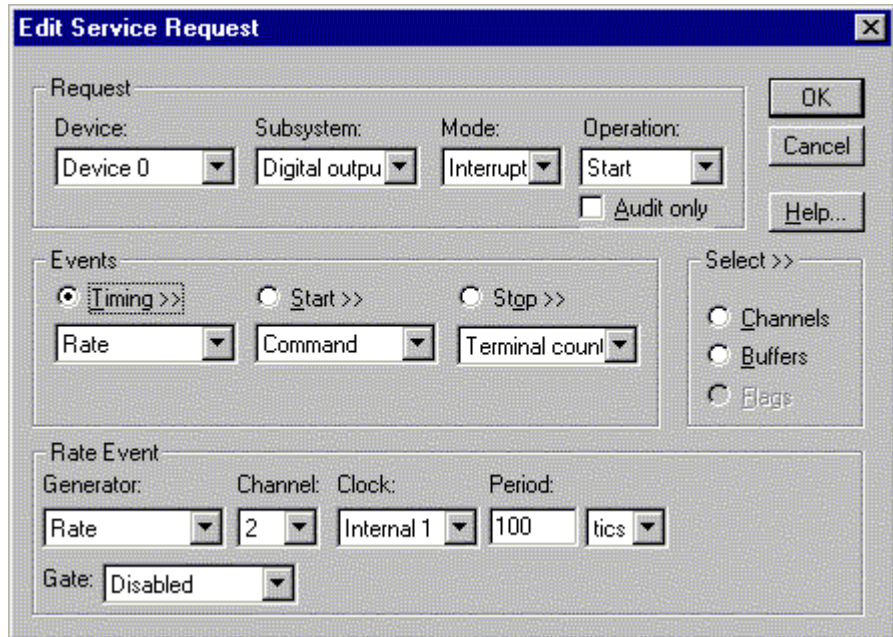 Edit Service Request
Request
OK
Device: Subsystem: Mode: Operation:
Cancel
Device 0 Digital outpu Interrupt Start
Audit only
Help...
Events
Select >>
Timing >> Start >> Stop >>
Channels
Rate Command Terminal count
Buffers
Flags
Rate Event
Generator: Channel: Clock: Period:
Rate 2 Internal 1 100 tics
Gate: Disabled